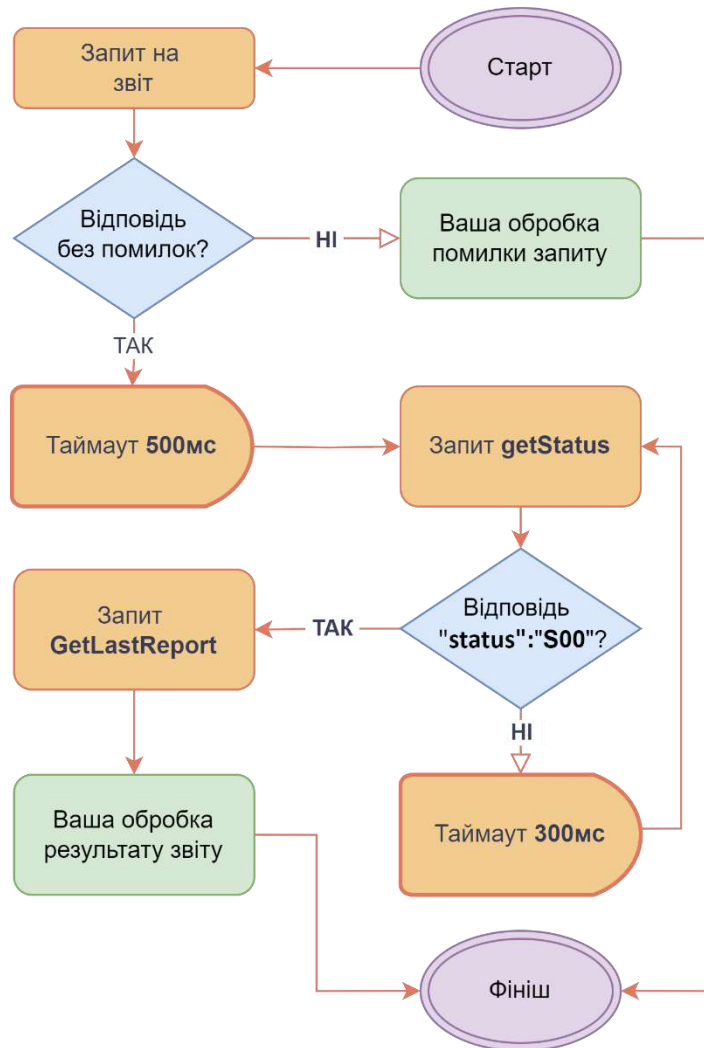 Старт
Запит на
звіт
Відповідь
без помилок?
НІ
Ваша обробка
помилки запиту
ТАК
Таймаут 500мс
Запит getStatus
Відповідь
"status":"S00"?
ТАК
Запит
GetLastReport
НІ
Таймаут 300мс
Ваша обробка
результату звіту
Фініш